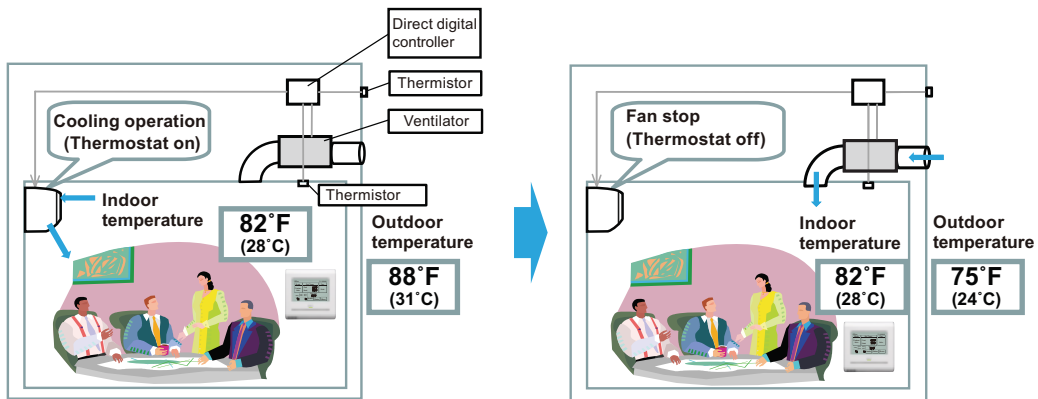 Direct digital
controller
Thermistor
Cooling operation
(Thermostat on)
Ventilator
Thermistor
Indoor
temperature
82˚F
(28˚C)
Outdoor
temperature
88˚F
(31˚C)
Fan stop
(Thermostat off)
Indoor
temperature
82˚F
(28˚C)
Outdoor
temperature
75˚F
(24˚C)